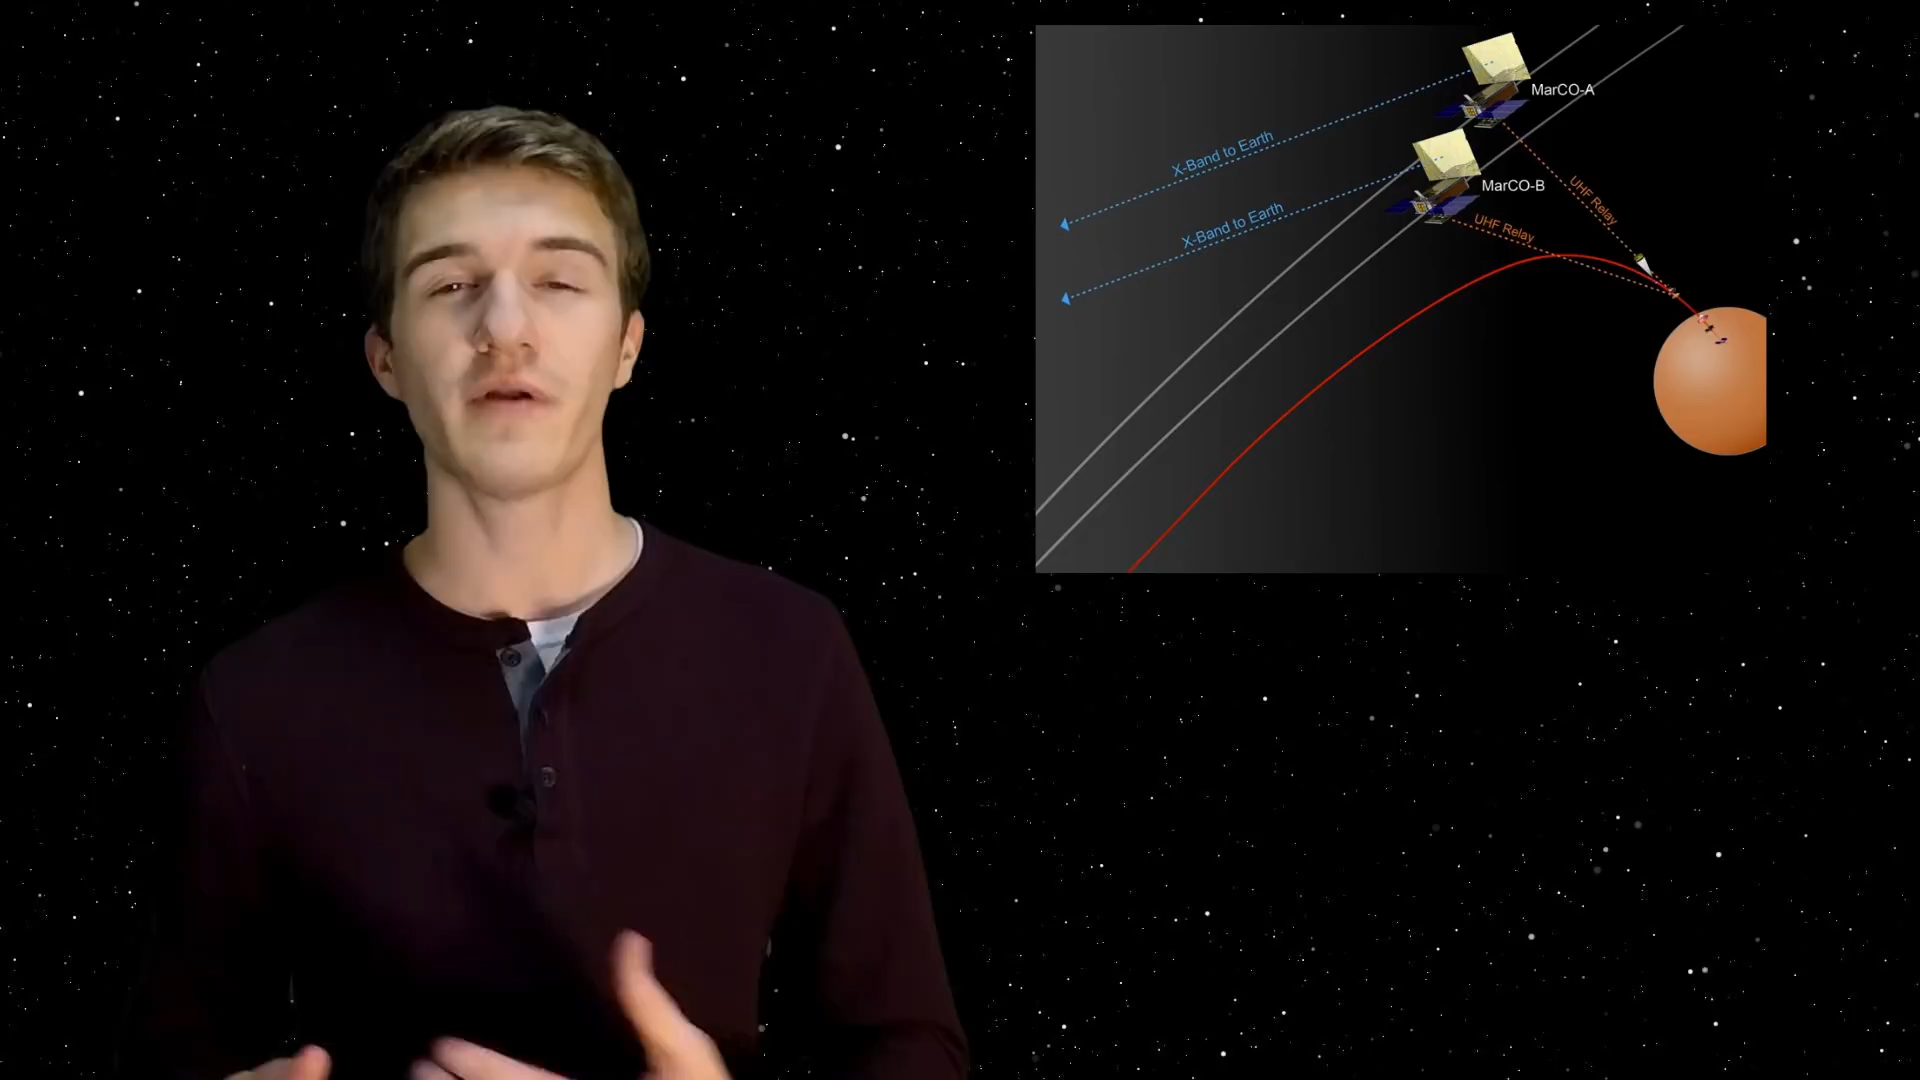 MarCO-A
X-Band to Earth
MarCO-B
UHF Relay
X-Band to Earth
UHF Relay